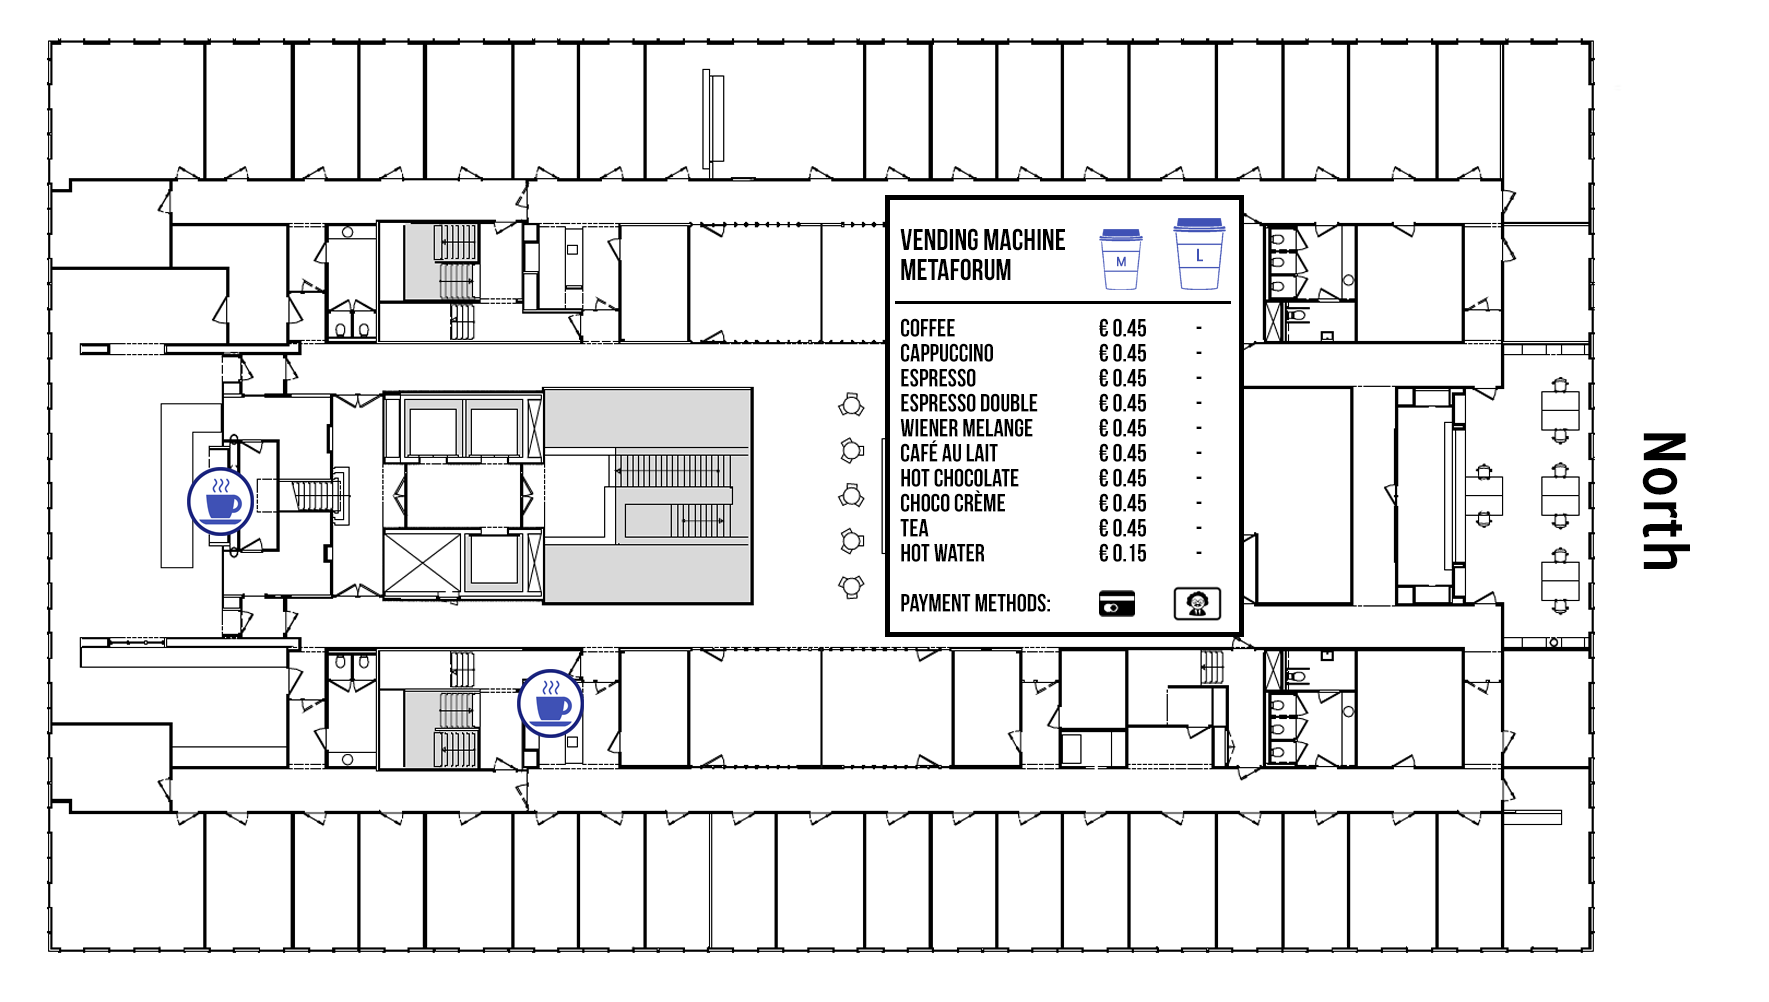 VENDING MACHINE
METAFORUM
M
L
COFFEE € 0.45 -
CAPPUCCINO € 0.45 -
ESPRESSO € 0.45 -
ESPRESSO DOUBLE € 0.45 -
WIENER MELANGE € 0.45 -
CAFÉ AU LAIT € 0.45 -
HOT CHOCOLATE € 0.45 -
CHOCO CRÈME € 0.45 -
TEA € 0.45 -
HOT WATER € 0.15 -
PAYMENT METHODS:
North